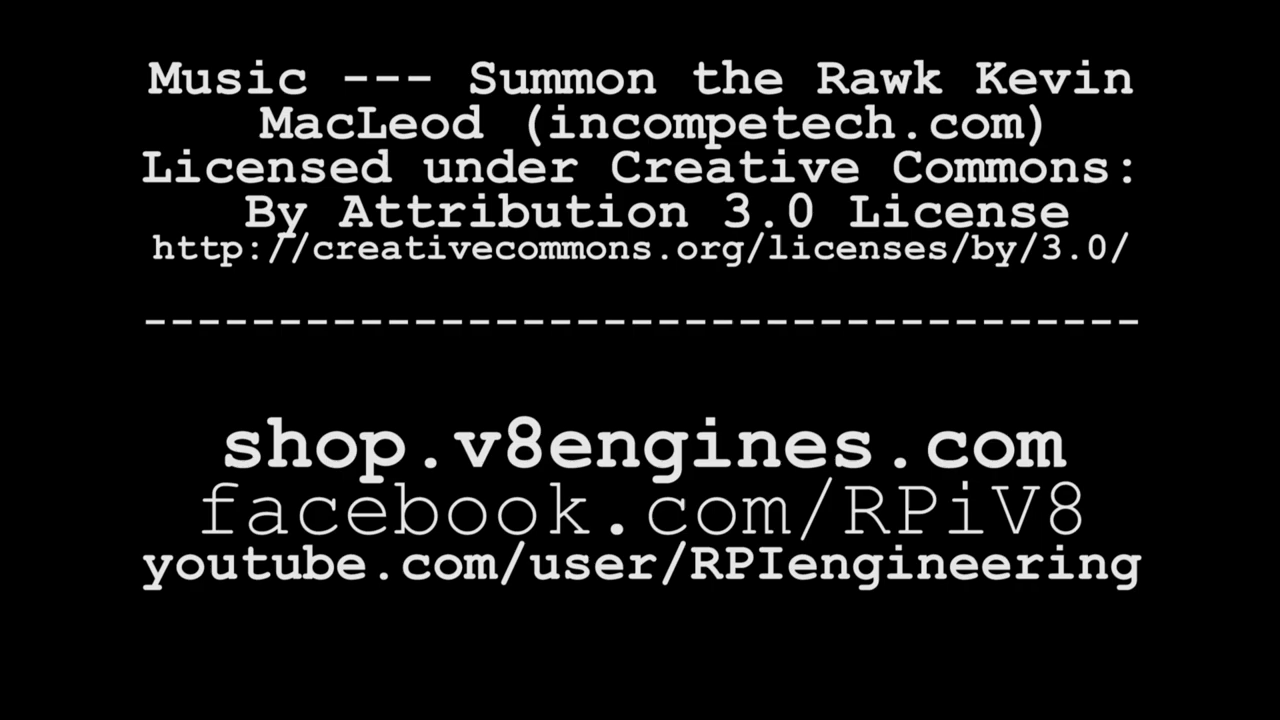 Music --- Summon the Rawk Kevin
MacLeod (incompetech.com)
Licensed under Creative Commons:
By Attribution 3.0 License
http://creativecommons.org/licenses/by/3.0/
-------------------------------------
shop.v8engines.com
facebook.com/RPiV8
youtube.com/user/RPIengineering